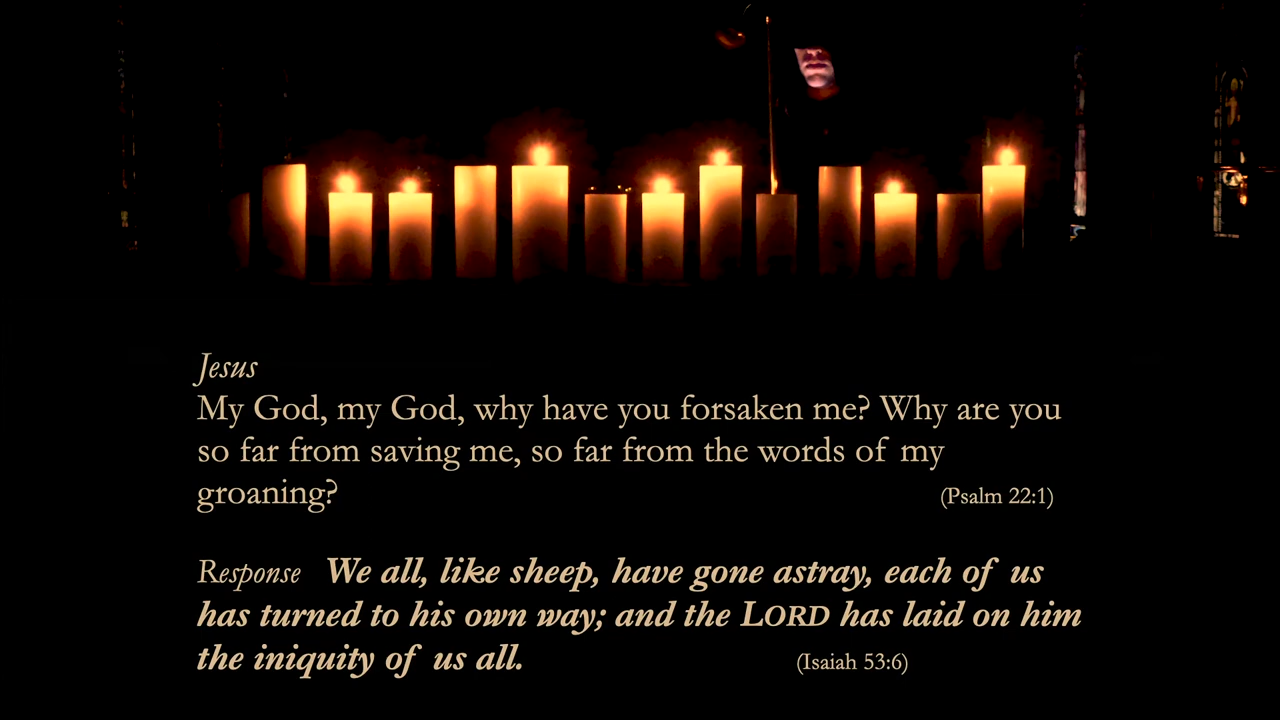 Jesus
My God, my God, why have you forsaken me? Why are you
so far from saving me, so far from the words of my
groaning? (Psalm 22:1)
Response We all, like sheep, have gone astray, each of us
has turned to his own way; and the LORD has laid on him
the iniquity of us all. (Isaiah 53:6)